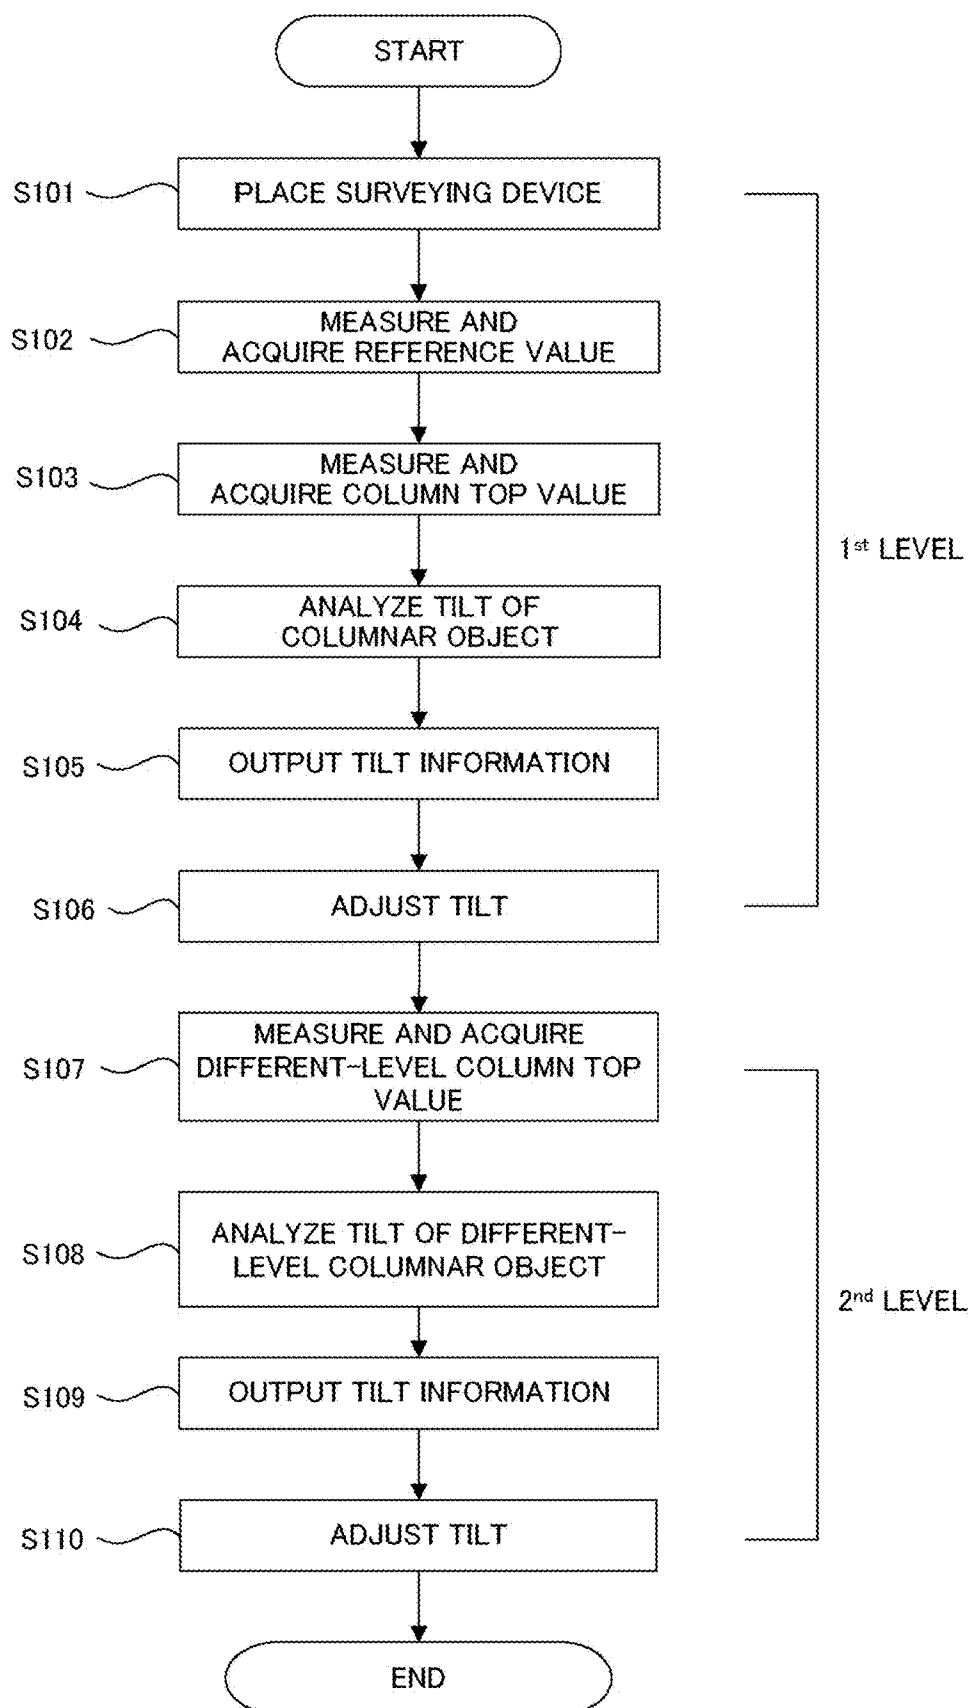 START
S101
PLACE SURVEYING DEVICE
S102
MEASURE AND
ACQUIRE REFERENCE VALUE
S103
MEASURE AND
ACQUIRE COLUMN TOP VALUE
1st LEVEL
S104
ANALYZE TILT OF
COLUMNAR OBJECT
S105
OUTPUT TILT INFORMATION
S106
ADJUST TILT
S107
MEASURE AND ACQUIRE
DIFFERENT-LEVEL COLUMN TOP
VALUE
S108
ANALYZE TILT OF DIFFERENT-
LEVEL COLUMNAR OBJECT
2nd LEVEL
S109
OUTPUT TILT INFORMATION
S110
ADJUST TILT
END